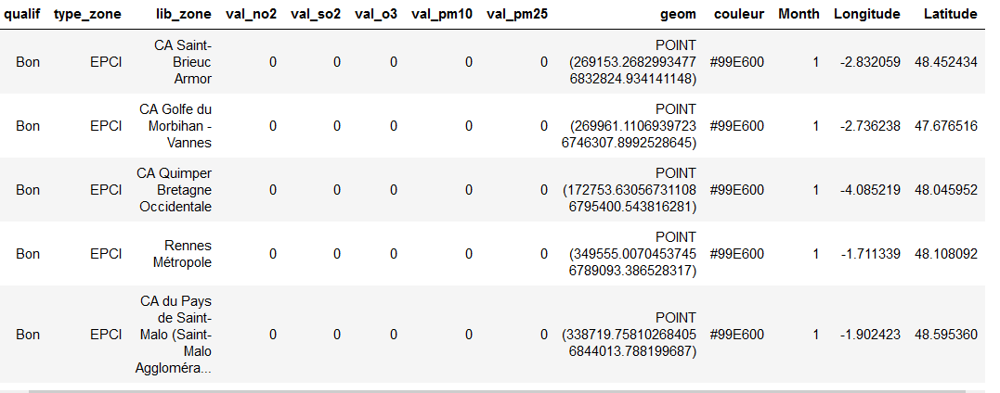 qualif type_zone lib_zone val_no2 val_so2 val_o3 val_pm10 val_pm25 geom couleur Month Longitude Latitude
CA Saint- POINT
Bon EPCI Brieuc 0 0 0 0 0 (269153.2682993477 #99E600 1 -2.832059 48.452434
Armor 6832824.934141148)
CA Golfe du POINT
Bon EPCI Morbihan - 0 0 0 0 0 (269961.1106939723 #99E600 1 -2.736238 47.676516
Vannes 6746307.8992528645)
CA Quimper POINT
Bon EPCI Bretagne 0 0 0 0 0 (172753.63056731108 #99E600 1 -4.085219 48.045952
Occidentale 6795400.543816281)
POINT
Bon EPCI Rennes Métropole 0 0 0 0 0 (349555.0070453745 #99E600 1 -1.711339 48.108092
6789093.386528317)
CA du Pays
de Saint- POINT
Bon EPCI Malo (Saint- 0 0 0 0 0 (338719.75810268405 #99E600 1 -1.902423 48.595360
Malo 6844013.788199687)
Aggloméra...